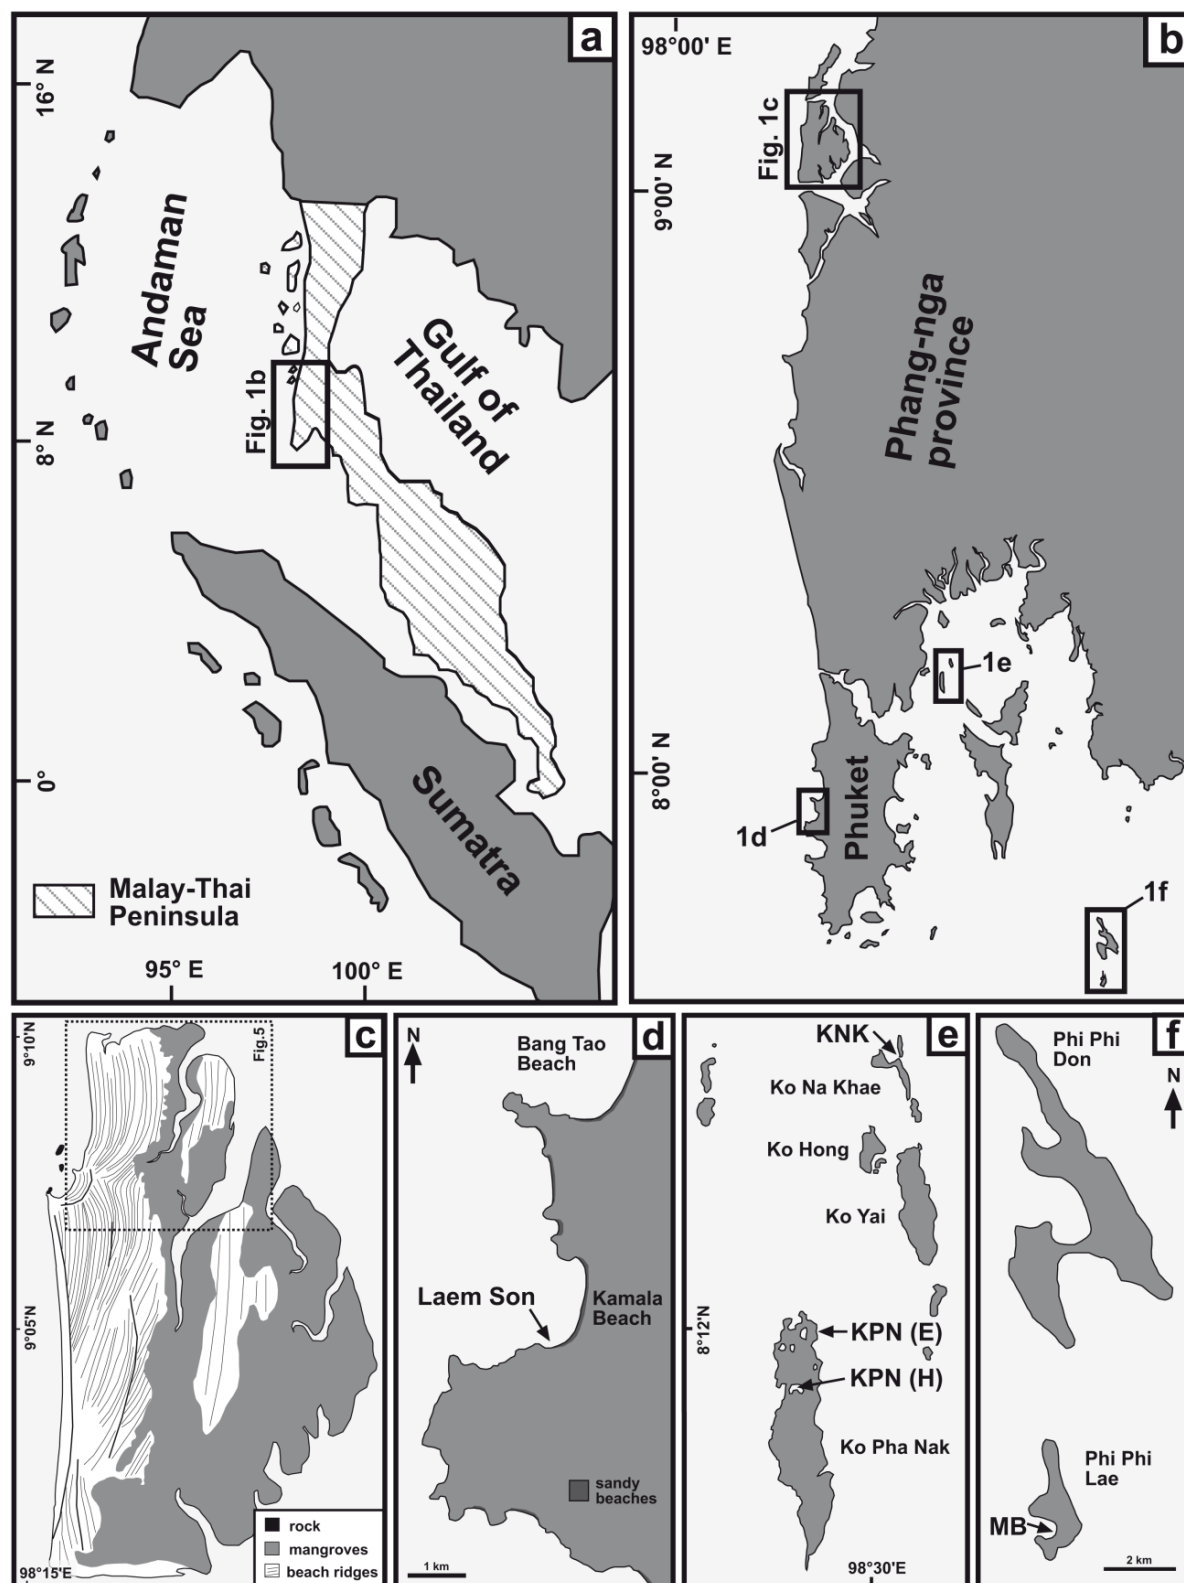 a
16° N
8° N
0°
Andaman
Sea
Gulf of
Thailand
Fig. 1b
Sumatra
Malay-Thai
Peninsula
95° E
100° E
b
98°00' E
Fig. 1c
9°00' N
8°00' N
Phang-nga
province
1e
1d
Phuket
1f
c
9°10'N
Fig.5
9°05'N
98°15'E
rock
mangroves
beach ridges
d
N
Bang Tao
Beach
Laem Son
Kamala
Beach
sandy
beaches
1 km
e
KNK
Ko Na Khae
Ko Hong
Ko Yai
8°12'N
KPN (E)
KPN (H)
Ko Pha Nak
98°30'E
f
Phi Phi
Don
N
Phi Phi
Lae
MB
2 km